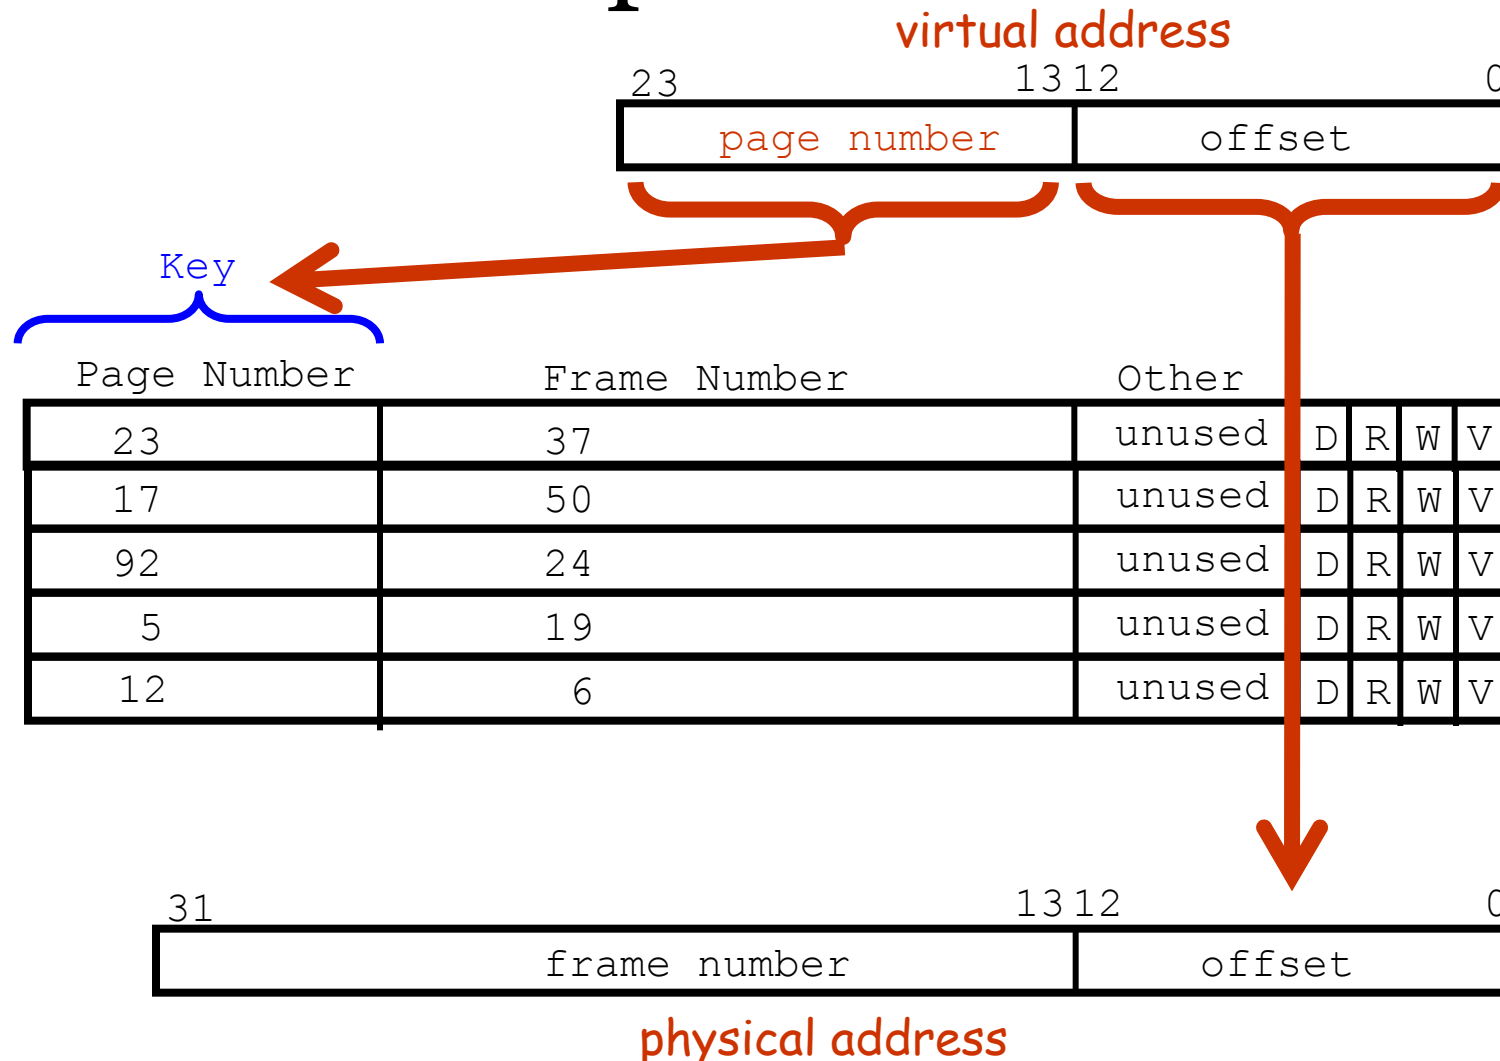 virtual address
23 13 12 0
page number offset
Key
Page Number Frame Number Other
23 37 unused D R W V
17 50 unused D R W V
92 24 unused D R W V
5 19 unused D R W V
12 6 unused D R W V
31 13 12 0
frame number offset
physical address